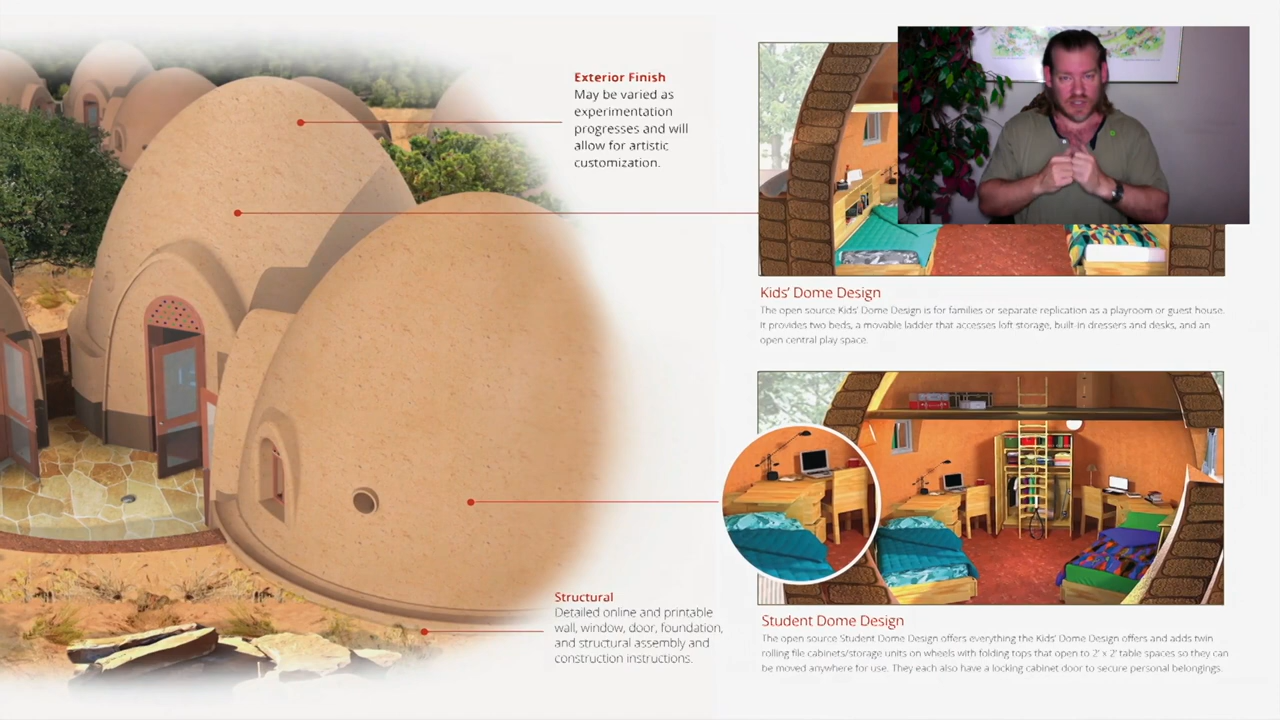 Exterior Finish
May be varied as
experimentation
progresses and will
allow for artistic
customization.
Kids' Dome Design
The open source Kids' Dome Design is for families or separate replication as a playroom or guest house.
It provides two beds, a movable ladder that accesses loft storage, built-in dressers and desks, and an
open central play space.
Structural
Detailed online and printable
wall, window, door, foundation,
and structural assembly and
construction instructions.
Student Dome Design
The open source Student Dome Design offers everything the Kids' Dome Design offers and adds twin
rolling file cabinets/storage units on wheels with folding tops that open to 2' x 2' table spaces so they can
be moved anywhere for use. They each also have a locking cabinet door to secure personal belongings.